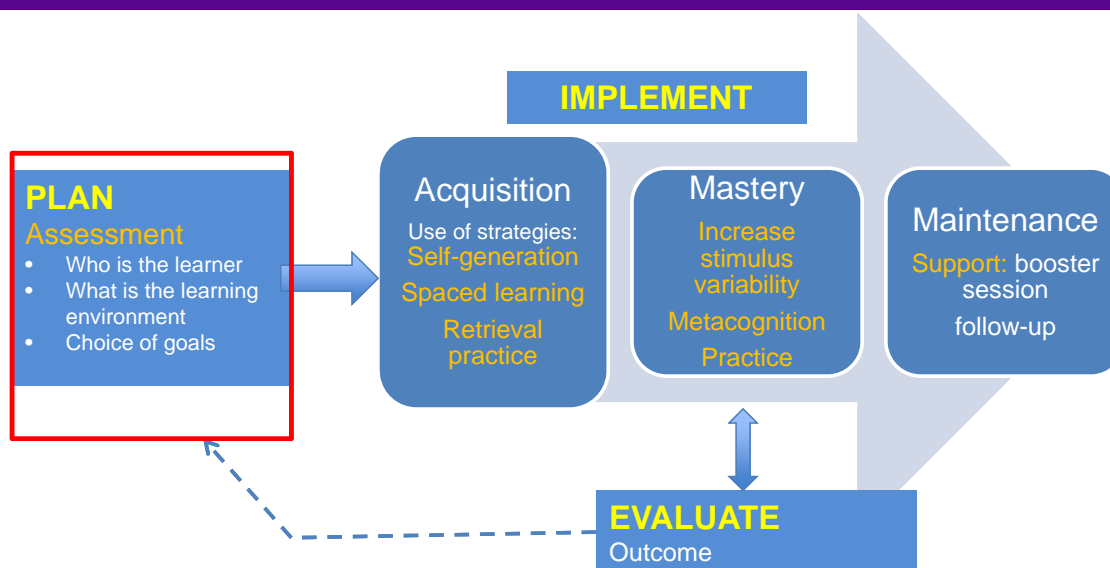 IMPLEMENT
PLAN
Assessment
• Who is the learner
• What is the learning
environment
• Choice of goals
Acquisition
Use of strategies:
Self-generation
Spaced learning
Retrieval
practice
Mastery
Increase
stimulus
variability
Metacognition
Practice
Maintenance
Support: booster
session
follow-up
EVALUATE
Outcome